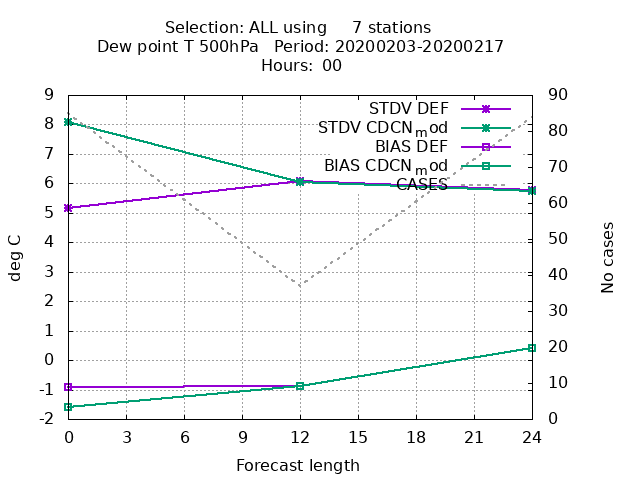 Selection: ALL using 7 stations
Dew point T 500hPa Period: 20200203-20200217
Hours: 00
STDV DEF
STDV CDCNmod
BIAS DEF
BIAS CDCNmod
CASES
deg C
9
8
7
6
5
4
3
2
1
0
-1
-2
No cases
90
80
70
60
50
40
30
20
10
0
0 3 6 9 12 15 18 21 24
Forecast length